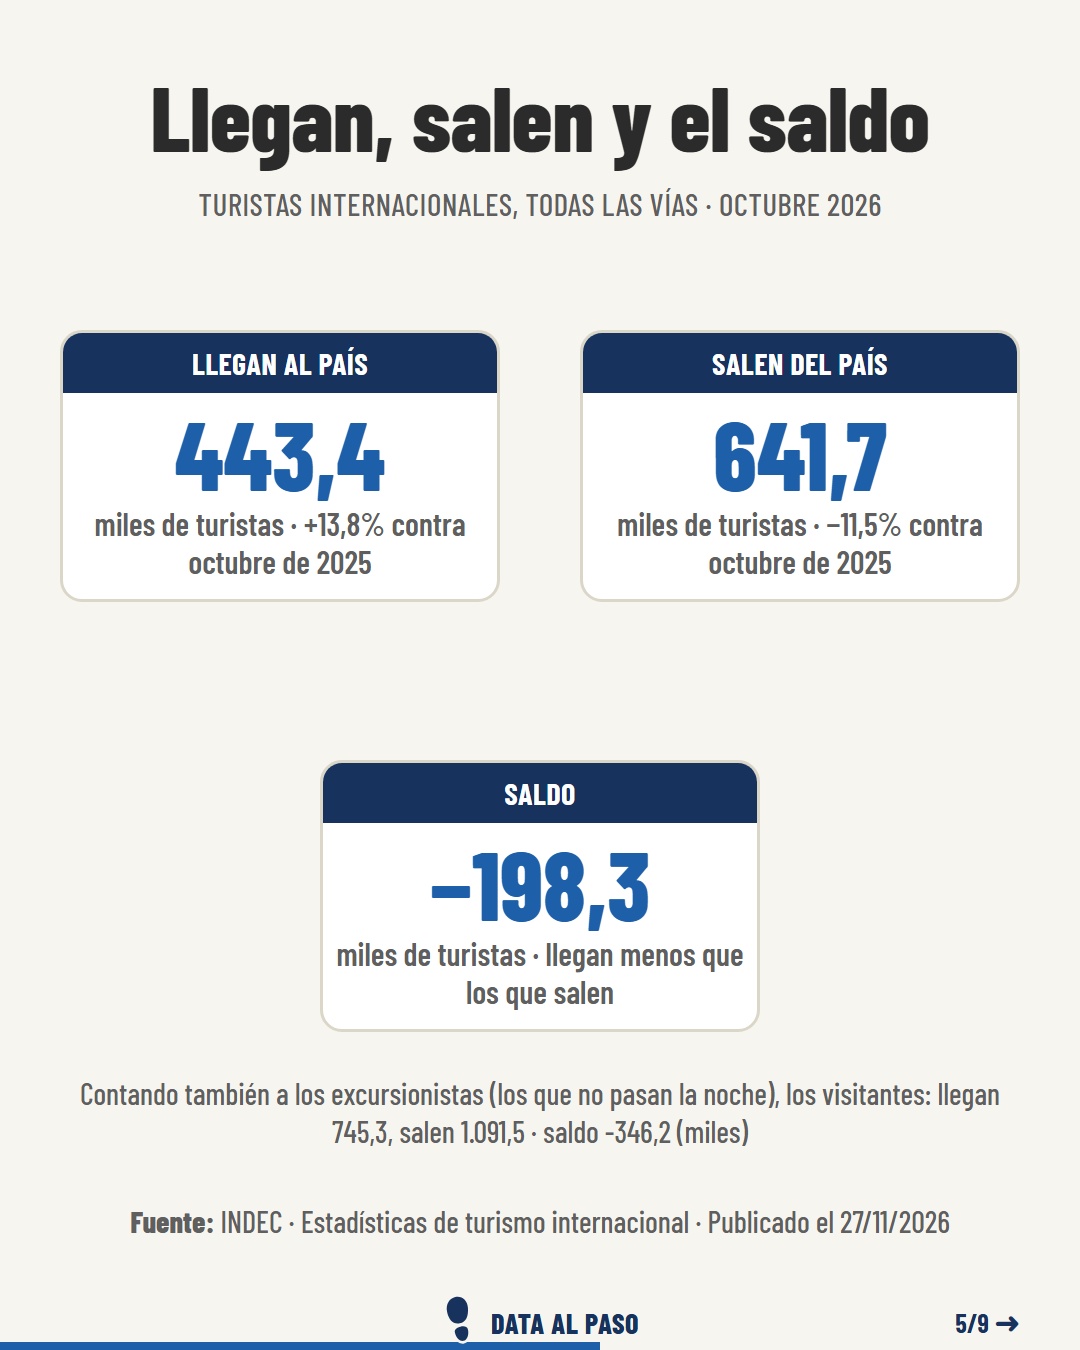 Llegan, salen y el saldo
TURISTAS INTERNACIONALES, TODAS LAS VÍAS · OCTUBRE 2026
LLEGAN AL PAÍS
443,4
miles de turistas · +13,8% contra
octubre de 2025
SALEN DEL PAÍS
641,7
miles de turistas · −11,5% contra
octubre de 2025
SALDO
−198,3
miles de turistas · llegan menos que
los que salen
Contando también a los excursionistas (los que no pasan la noche), los visitantes: llegan
745,3, salen 1.091,5 · saldo -346,2 (miles)
Fuente: INDEC · Estadísticas de turismo internacional · Publicado el 27/11/2026
DATA AL PASO
5/9 →